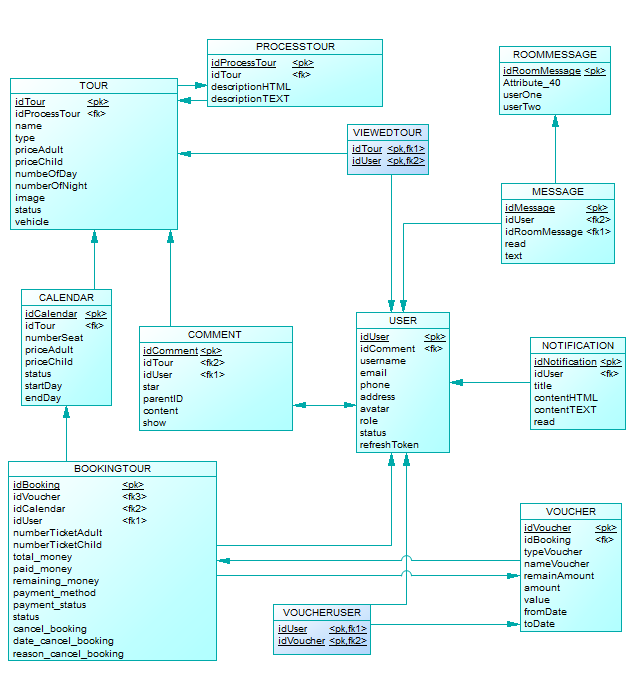 PROCESSTOUR
idProcessTour <pk>
idTour <fk>
descriptionHTML
descriptionTEXT
ROOMMESSAGE
idRoomMessage <pk>
Attribute_40
userOne
userTwo
TOUR
idTour <pk>
idProcessTour <fk>
name
type
priceAdult
priceChild
numbeOfDay
numberOfNight
image
status
vehicle
VIEWEDTOUR
idTour <pk,fk1>
idUser <pk,fk2>
MESSAGE
idMessage <pk>
idUser <fk2>
idRoomMessage <fk1>
read
text
CALENDAR
idCalendar <pk>
idTour <fk>
numberSeat
priceAdult
priceChild
status
startDay
endDay
COMMENT
idComment <pk>
idTour <fk2>
idUser <fk1>
star
parentID
content
show
USER
idUser <pk>
idComment <fk>
username
email
phone
address
avatar
role
status
refreshToken
NOTIFICATION
idNotification <pk>
idUser <fk>
title
contentHTML
contentTEXT
read
BOOKINGTOUR
idBooking <pk>
idVoucher <fk3>
idCalendar <fk2>
idUser <fk1>
numberTicketAdult
numberTicketChild
total_money
paid_money
remaining_money
payment_method
payment_status
status
cancel_booking
date_cancel_booking
reason_cancel_booking
VOUCHER
idVoucher <pk>
idBooking <fk>
typeVoucher
nameVoucher
remainAmount
amount
value
fromDate
toDate
VOUCHERUSER
idUser <pk,fk1>
idVoucher <pk,fk2>